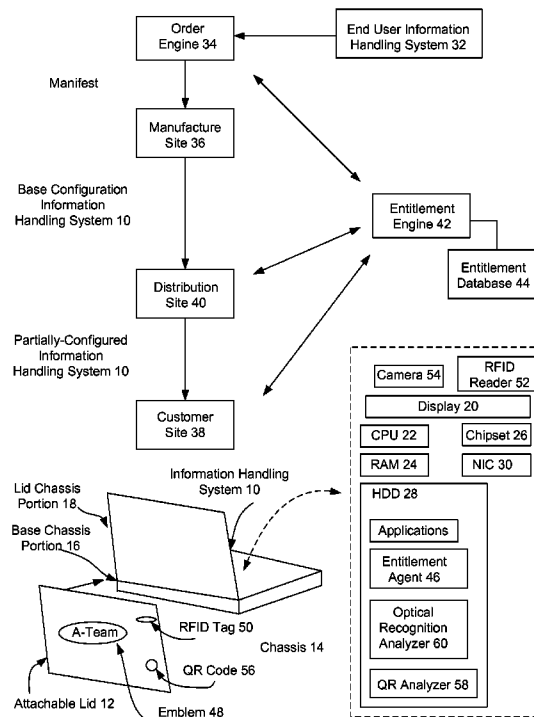 Order
Engine 34
End User Information
Handling System 32
Manifest
Manufacture
Site 36
Base Configuration
Information
Handling System 10
Entitlement
Engine 42
Entitlement
Database 44
Distribution
Site 40
Partially-Configured
Information
Handling System 10
Customer
Site 38
Camera 54
RFID
Reader 52
Display 20
CPU 22
Chipset 26
RAM 24
NIC 30
HDD 28
Applications
Entitlement
Agent 46
Optical
Recognition
Analyzer 60
QR Analyzer 58
Information Handling
System 10
Lid Chassis
Portion 18
Base Chassis
Portion 16
RFID Tag 50
Chassis 14
A-Team
QR Code 56
Attachable Lid 12
Emblem 48